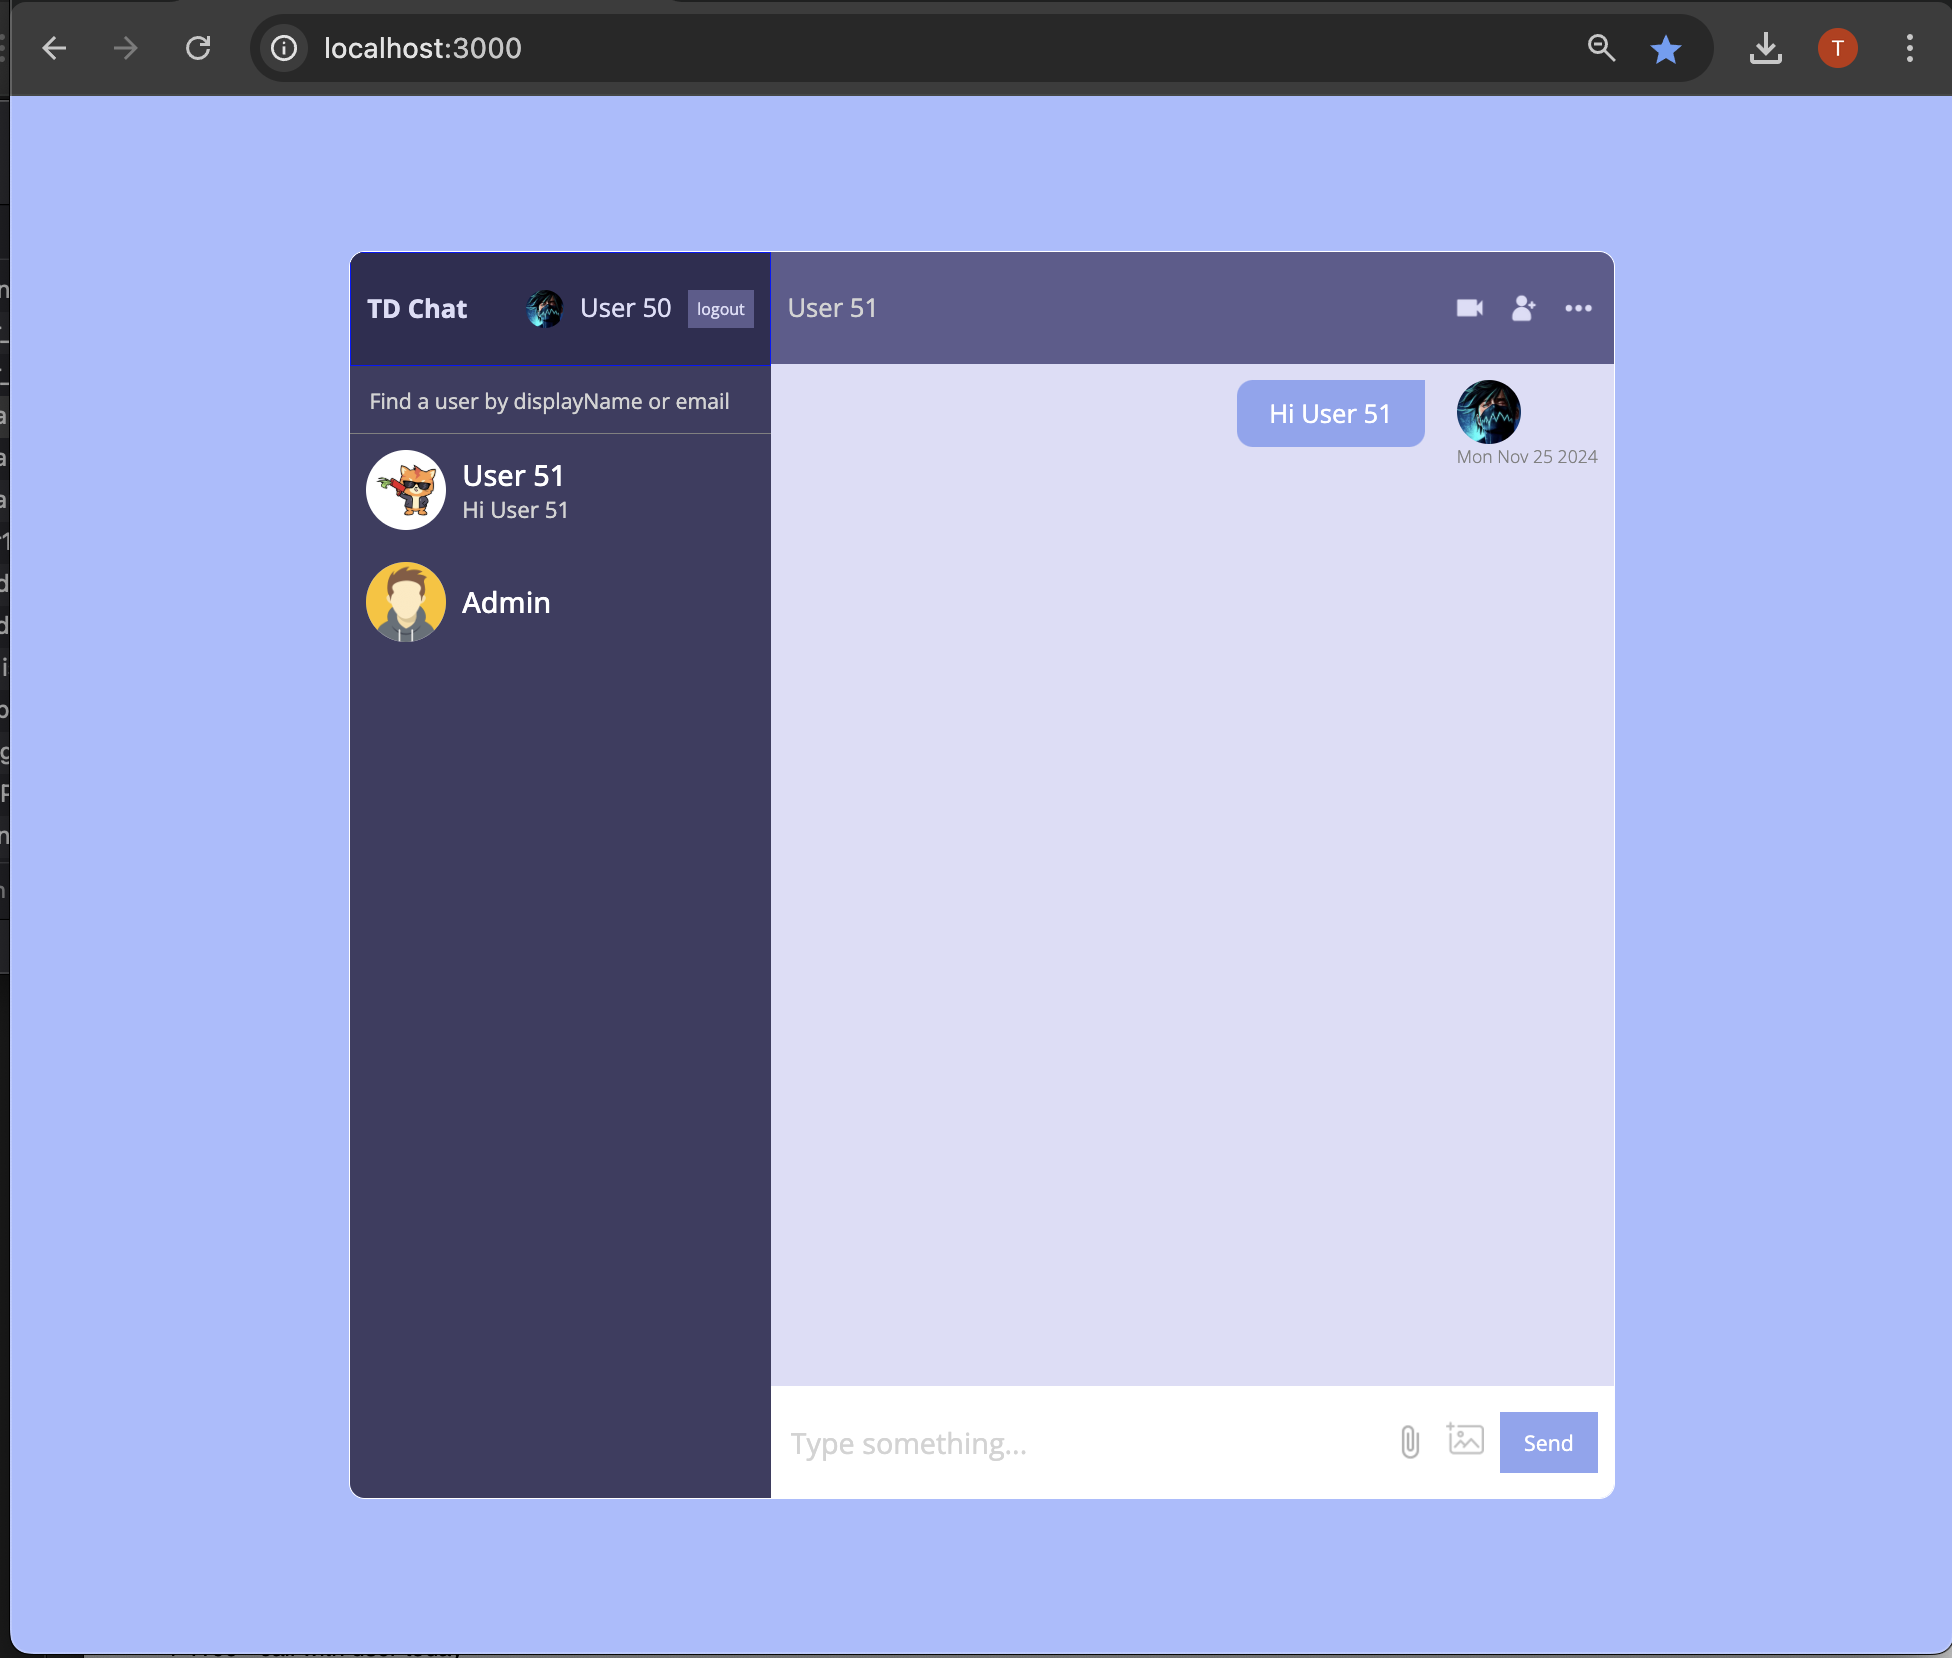 localhost:3000
T
TD Chat
User 50
logout
User 51
Find a user by displayName or email
User 51
Hi User 51
Admin
Hi User 51
Mon Nov 25 2024
Type something...
Send